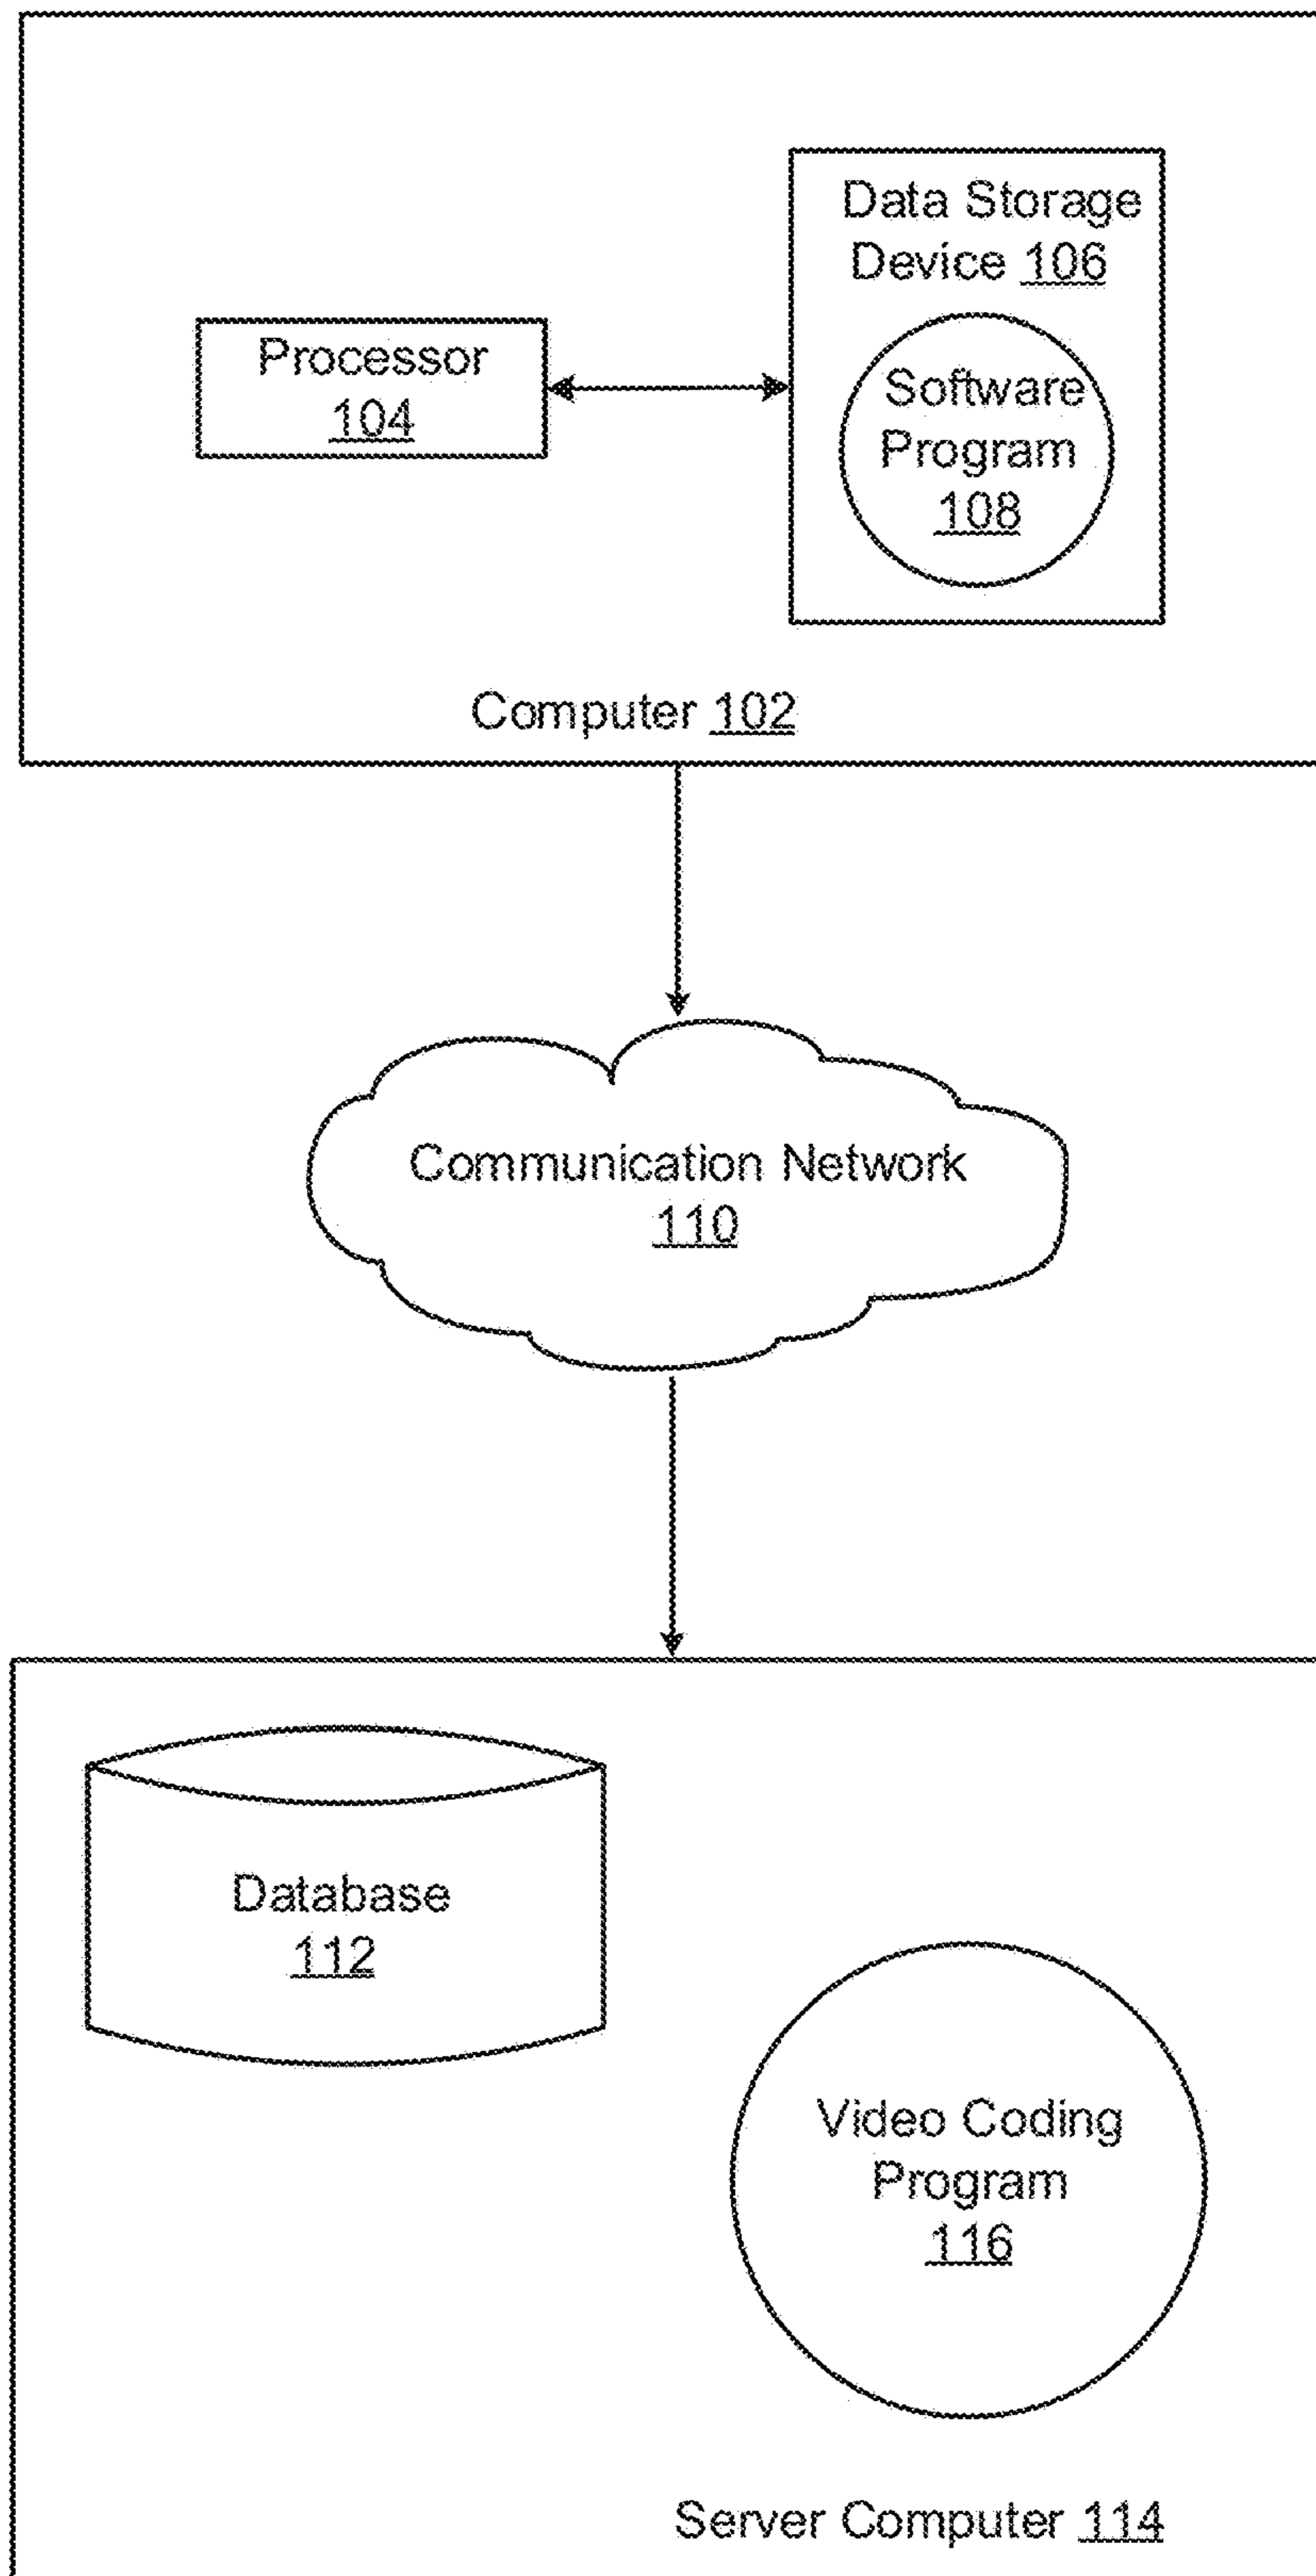 Data Storage
Device 106
Processor
104
Software
Program
108
Computer 102
Communication Network
110
Database
112
Video Coding
Program
116
Server Computer 114